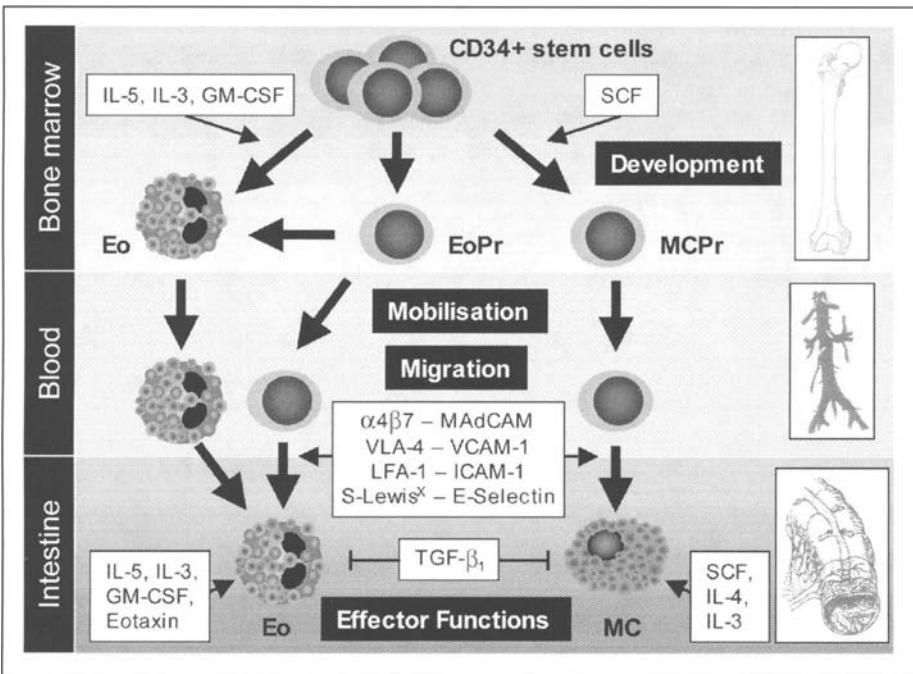 Bone marrow
CD34+ stem cells
IL-5, IL-3, GM-CSF
SCF
Development
Eo
EoPr
MCPr
Blood
Mobilisation
Migration
α4β7 – MAdCAM
VLA-4 – VCAM-1
LFA-1 – ICAM-1
S-Lewisˣ – E-Selectin
Intestine
IL-5, IL-3,
GM-CSF,
Eotaxin
TGF-β₁
SCF,
IL-4,
IL-3
Eo
Effector Functions
MC